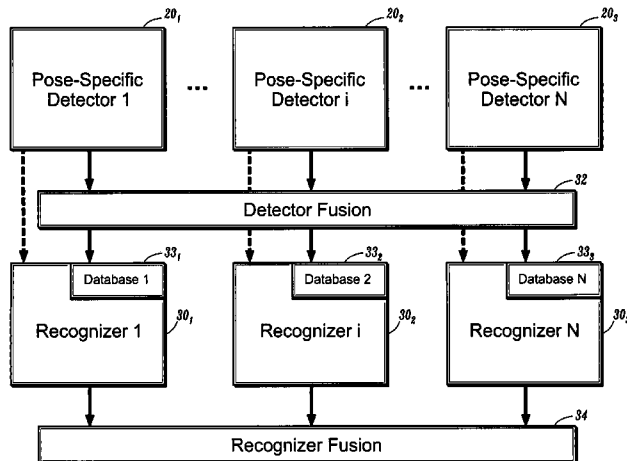 20₁ 20₂ 20₃
Pose-Specific Detector 1 ... Pose-Specific Detector i ... Pose-Specific Detector N
32
Detector Fusion
33₁ 33₂ 33₃
Database 1 Database 2 Database N
Recognizer 1 30₁ Recognizer i 30₂ Recognizer N 30₃
34
Recognizer Fusion